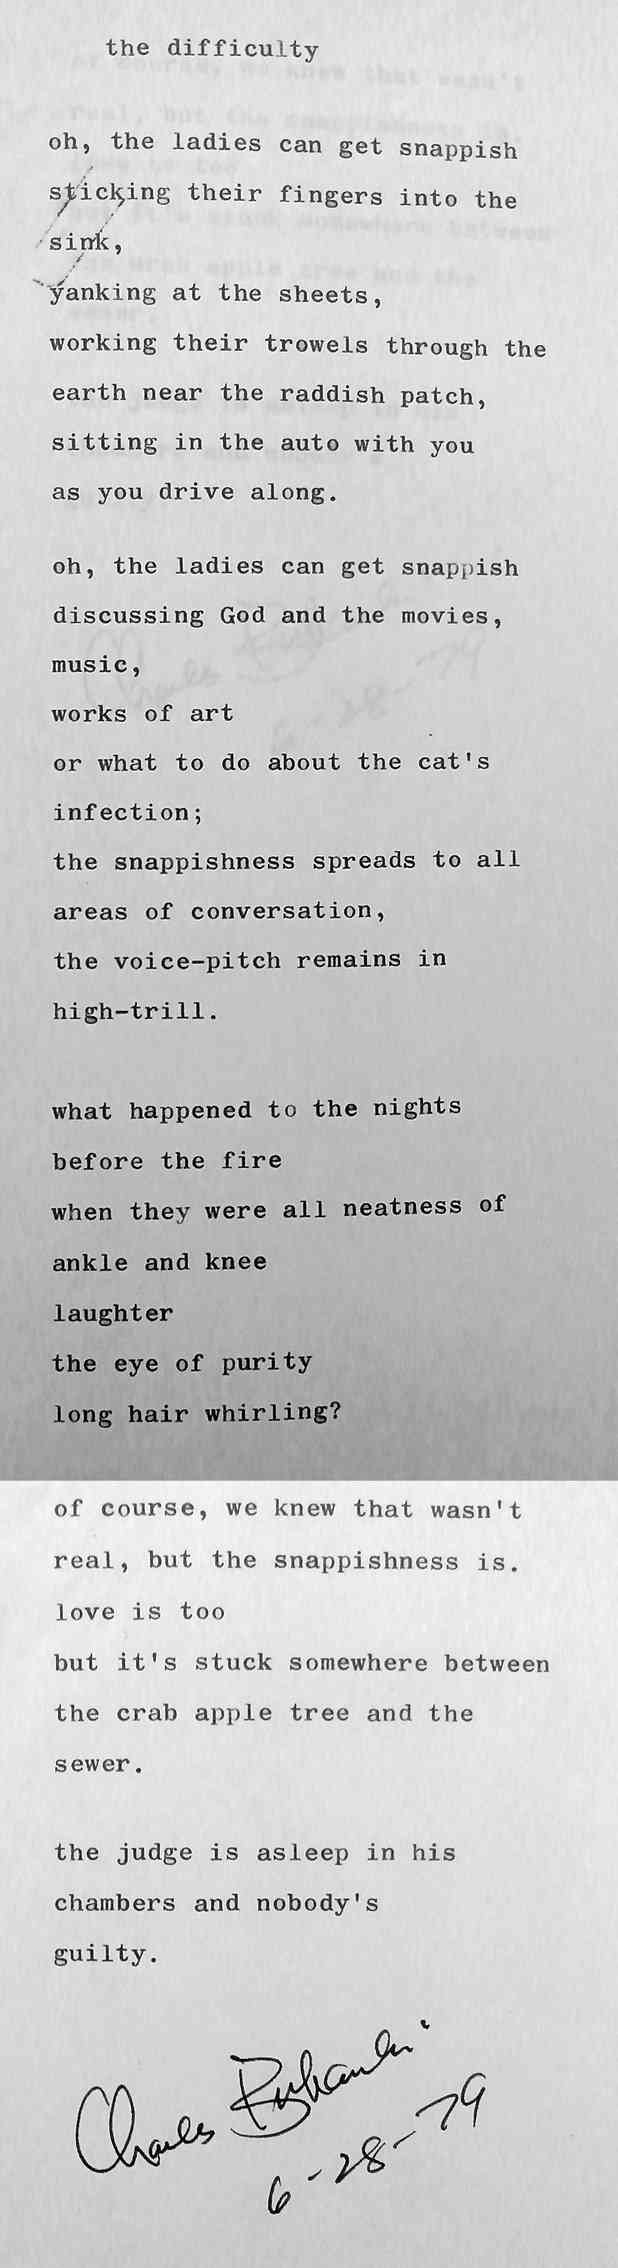 the difficulty
oh, the ladies can get snappish
sticking their fingers into the
sink,
yanking at the sheets,
working their trowels through the
earth near the raddish patch,
sitting in the auto with you
as you drive along.
oh, the ladies can get snappish
discussing God and the movies,
music,
works of art
or what to do about the cat's
infection;
the snappishness spreads to all
areas of conversation,
the voice-pitch remains in
high-trill.
what happened to the nights
before the fire
when they were all neatness of
ankle and knee
laughter
the eye of purity
long hair whirling?
of course, we knew that wasn't
real, but the snappishness is.
love is too
but it's stuck somewhere between
the crab apple tree and the
sewer.
the judge is asleep in his
chambers and nobody's
guilty.
Charles Bukowski
6-28-79